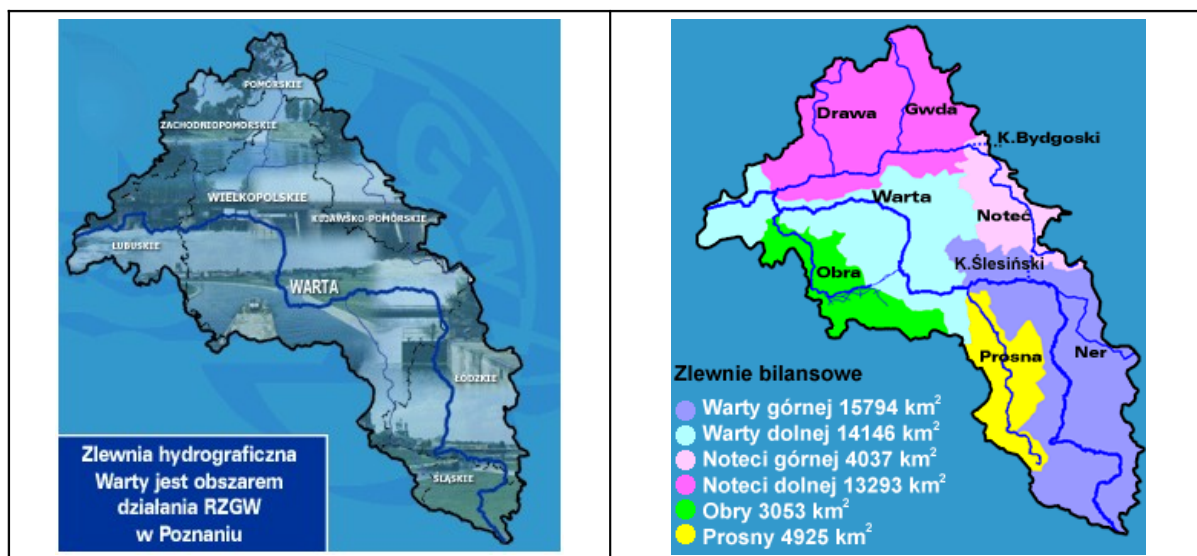 POMORSKIE
ZACHODNIOPOMORSKIE
WIELKOPOLSKIE
KUJAWSKO-POMORSKIE
LUBUSKIE
WARTA
ŁÓDZKIE
ŚLĄSKIE
Zlewnia hydrograficzna
Warty jest obszarem
działania RZGW
w Poznaniu
Drawa
Gwda
K.Bydgoski
Warta
Noteć
K.Ślesiński
Obra
Prosna
Ner
Zlewnie bilansowe
Warty górnej 15794 km²
Warty dolnej 14146 km²
Noteci górnej 4037 km²
Noteci dolnej 13293 km²
Obry 3053 km²
Prosny 4925 km²